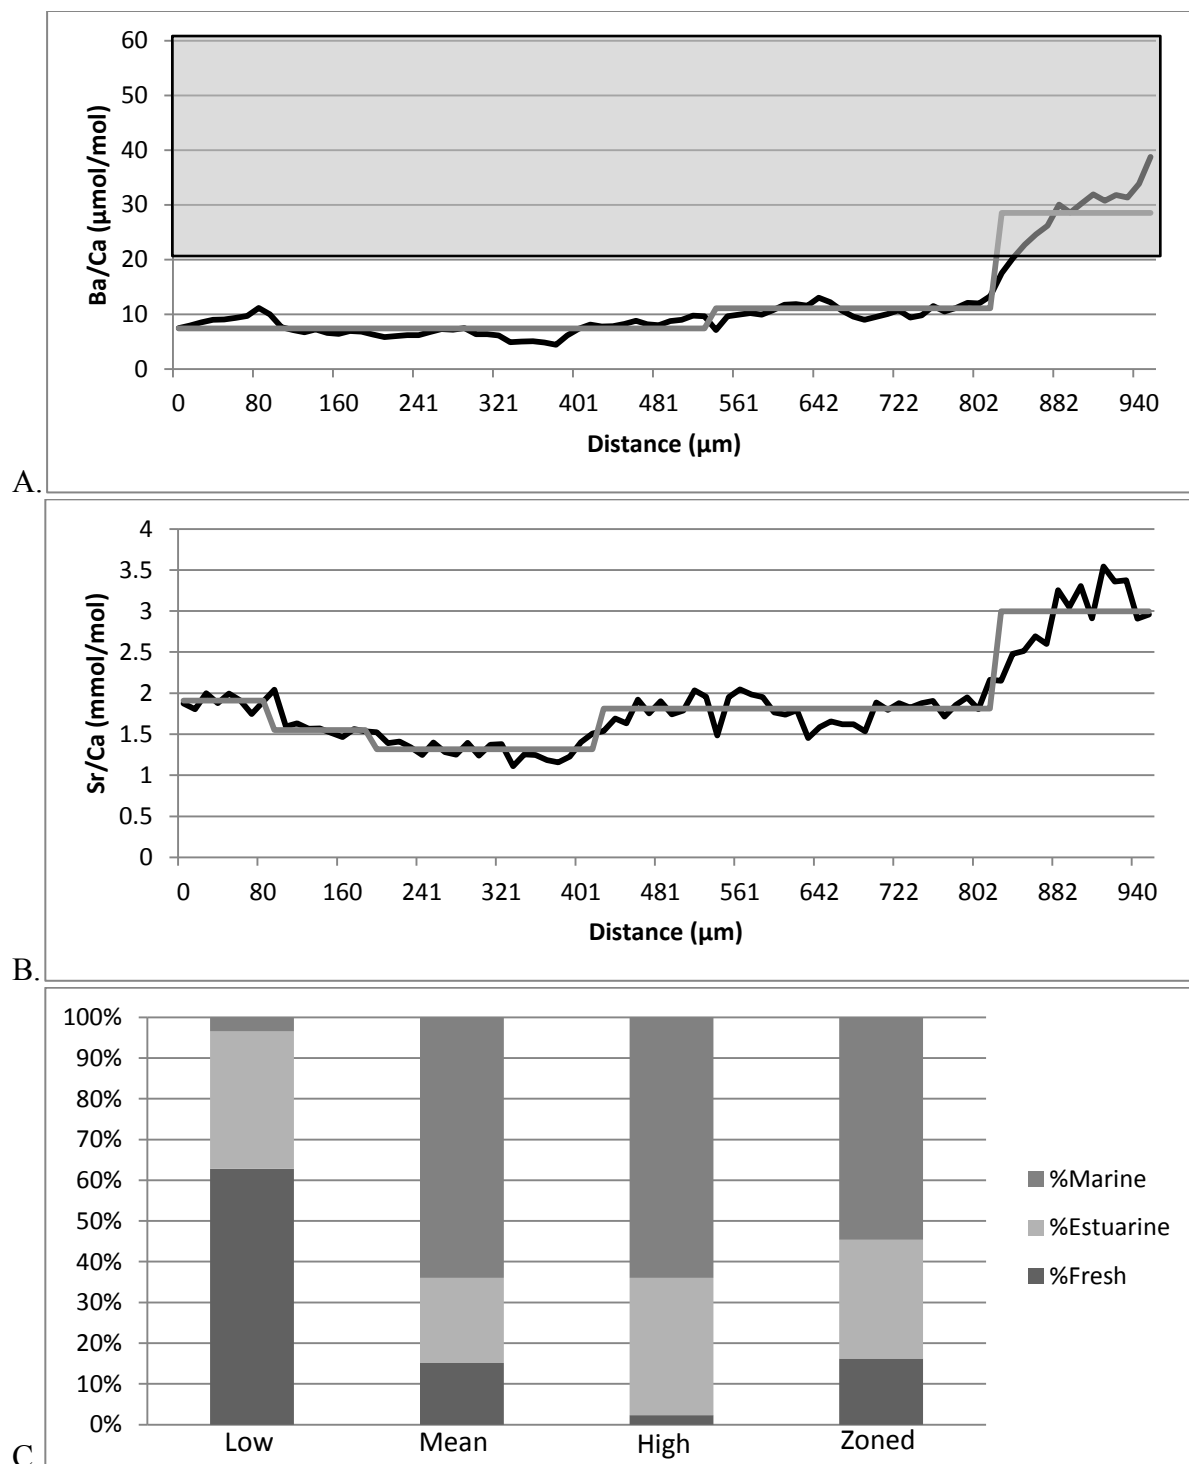 60
50
40
30
20
10
0
Ba/Ca (µmol/mol)
0 80 160 241 321 401 481 561 642 722 802 882 940
Distance (µm)
A.
4
3.5
3
2.5
2
1.5
1
0.5
0
Sr/Ca (mmol/mol)
0 80 160 241 321 401 481 561 642 722 802 882 940
Distance (µm)
B.
100%
90%
80%
70%
60%
50%
40%
30%
20%
10%
0%
Low Mean High Zoned
%Marine
%Estuarine
%Fresh
C